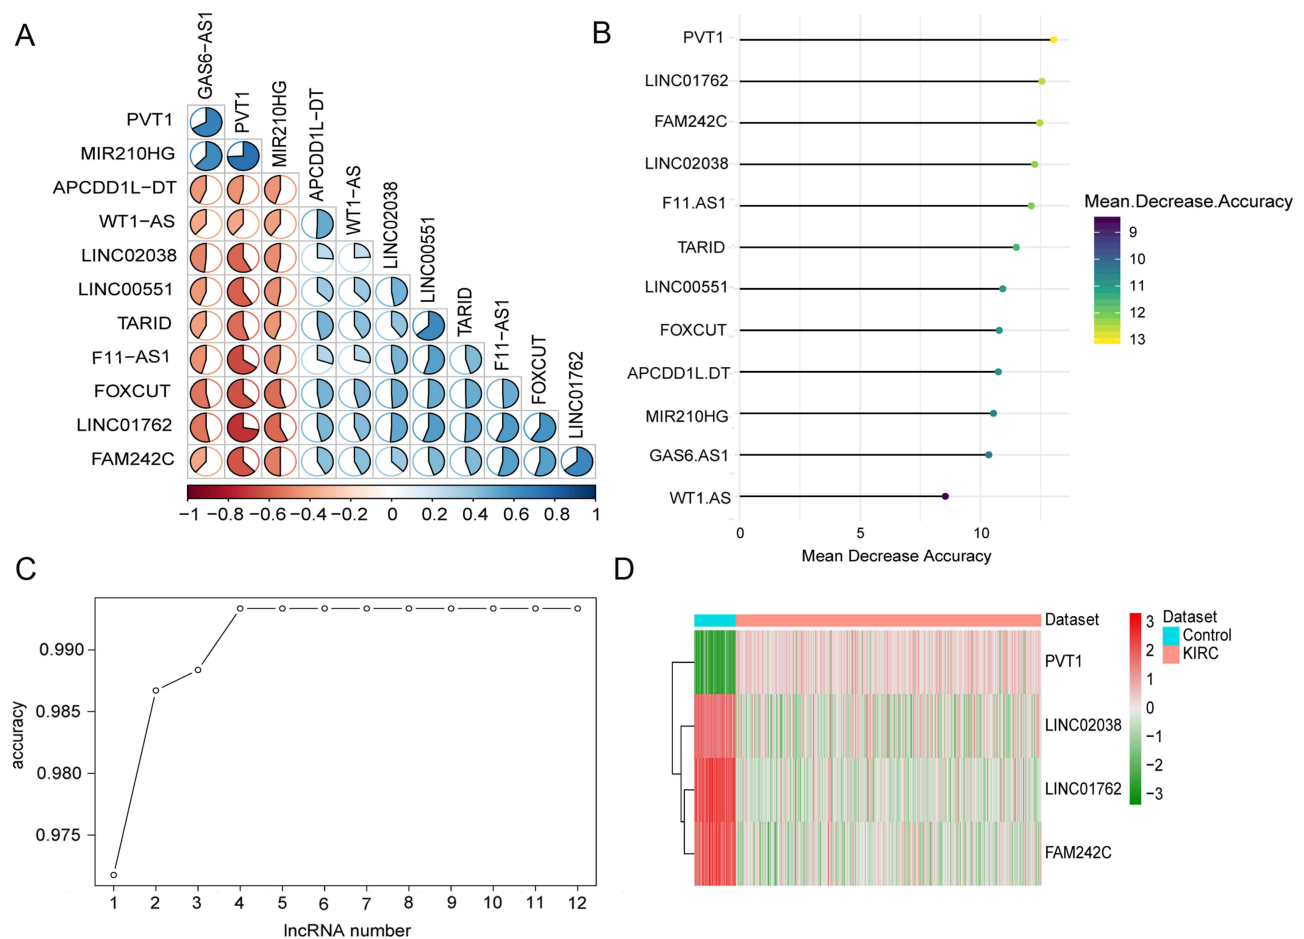 A
GAS6−AS1
PVT1
MIR210HG
APCDD1L−DT
WT1−AS
LINC02038
LINC00551
TARID
F11−AS1
FOXCUT
LINC01762
PVT1
MIR210HG
APCDD1L−DT
WT1−AS
LINC02038
LINC00551
TARID
F11−AS1
FOXCUT
LINC01762
FAM242C
−1 −0.8 −0.6 −0.4 −0.2 0 0.2 0.4 0.6 0.8 1
B
PVT1
LINC01762
FAM242C
LINC02038
F11.AS1
TARID
LINC00551
FOXCUT
APCDD1L.DT
MIR210HG
GAS6.AS1
WT1.AS
0 5 10
Mean Decrease Accuracy
Mean.Decrease.Accuracy
9
10
11
12
13
C
accuracy
0.990
0.985
0.980
0.975
1 2 3 4 5 6 7 8 9 10 11 12
lncRNA number
D
Dataset
PVT1
LINC02038
LINC01762
FAM242C
3
2
1
0
−1
−2
−3
Dataset
Control
KIRC